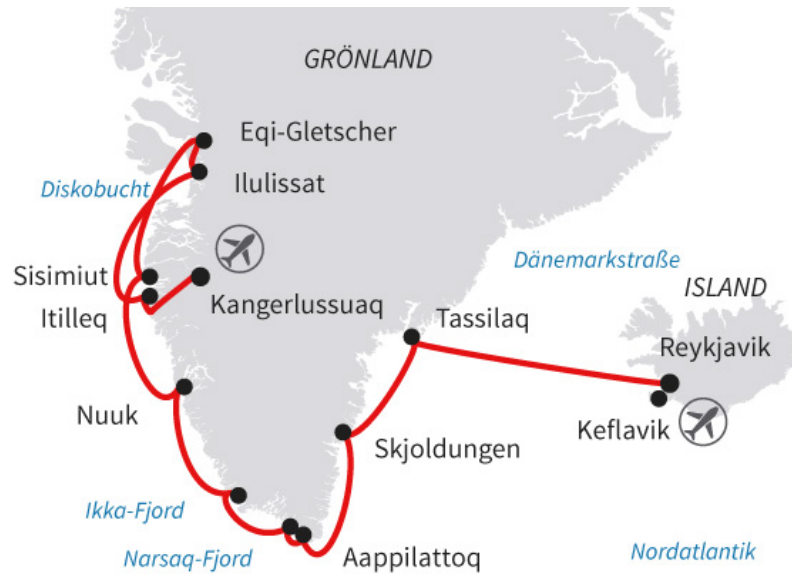 GRÖNLAND
Eqi-Gletscher
Diskobucht
Ilulissat
Sisimiut
Itilleq
Kangerlussuaq
Dänemarkstraße
ISLAND
Tassilaq
Reykjavik
Nuuk
Keflavik
Skjoldungen
Ikka-Fjord
Narsaq-Fjord
Aappilattoq
Nordatlantik